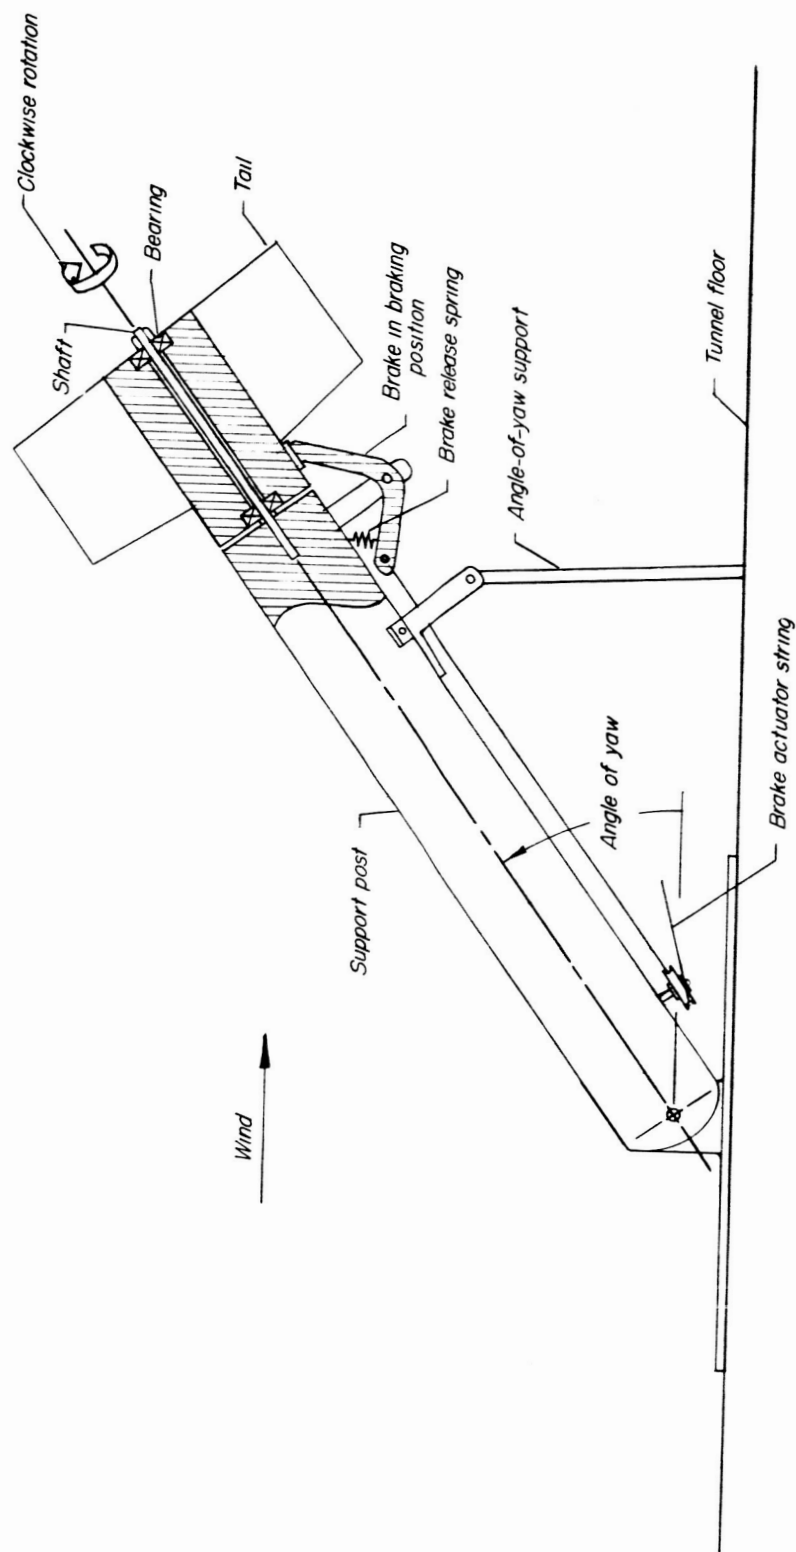 Clockwise rotation
Shaft
Bearing
Tail
Brake in braking
position
Brake release spring
Angle-of-yaw support
Tunnel floor
Support post
Angle of yaw
Brake actuator string
Wind